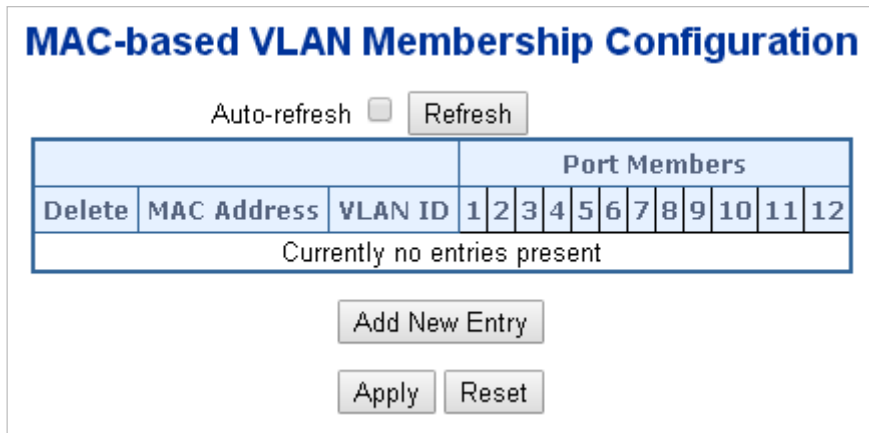 MAC-based VLAN Membership Configuration
Auto-refresh Refresh
Port Members
Delete MAC Address VLAN ID 1 2 3 4 5 6 7 8 9 10 11 12
Currently no entries present
Add New Entry
Apply Reset